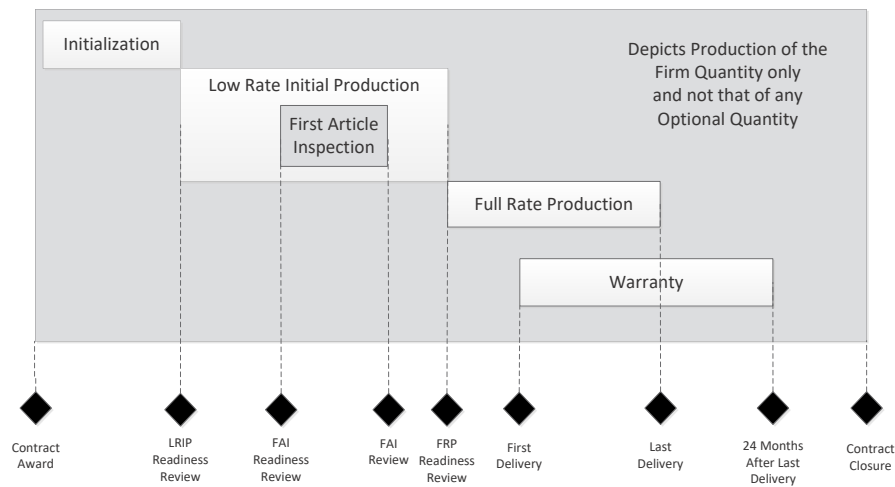 Initialization
Low Rate Initial Production
First Article
Inspection
Depicts Production of the
Firm Quantity only
and not that of any
Optional Quantity
Full Rate Production
Warranty
Contract
Award
LRIP
Readiness
Review
FAI
Readiness
Review
FAI
Review
FRP
Readiness
Review
First
Delivery
Last
Delivery
24 Months
After Last
Delivery
Contract
Closure